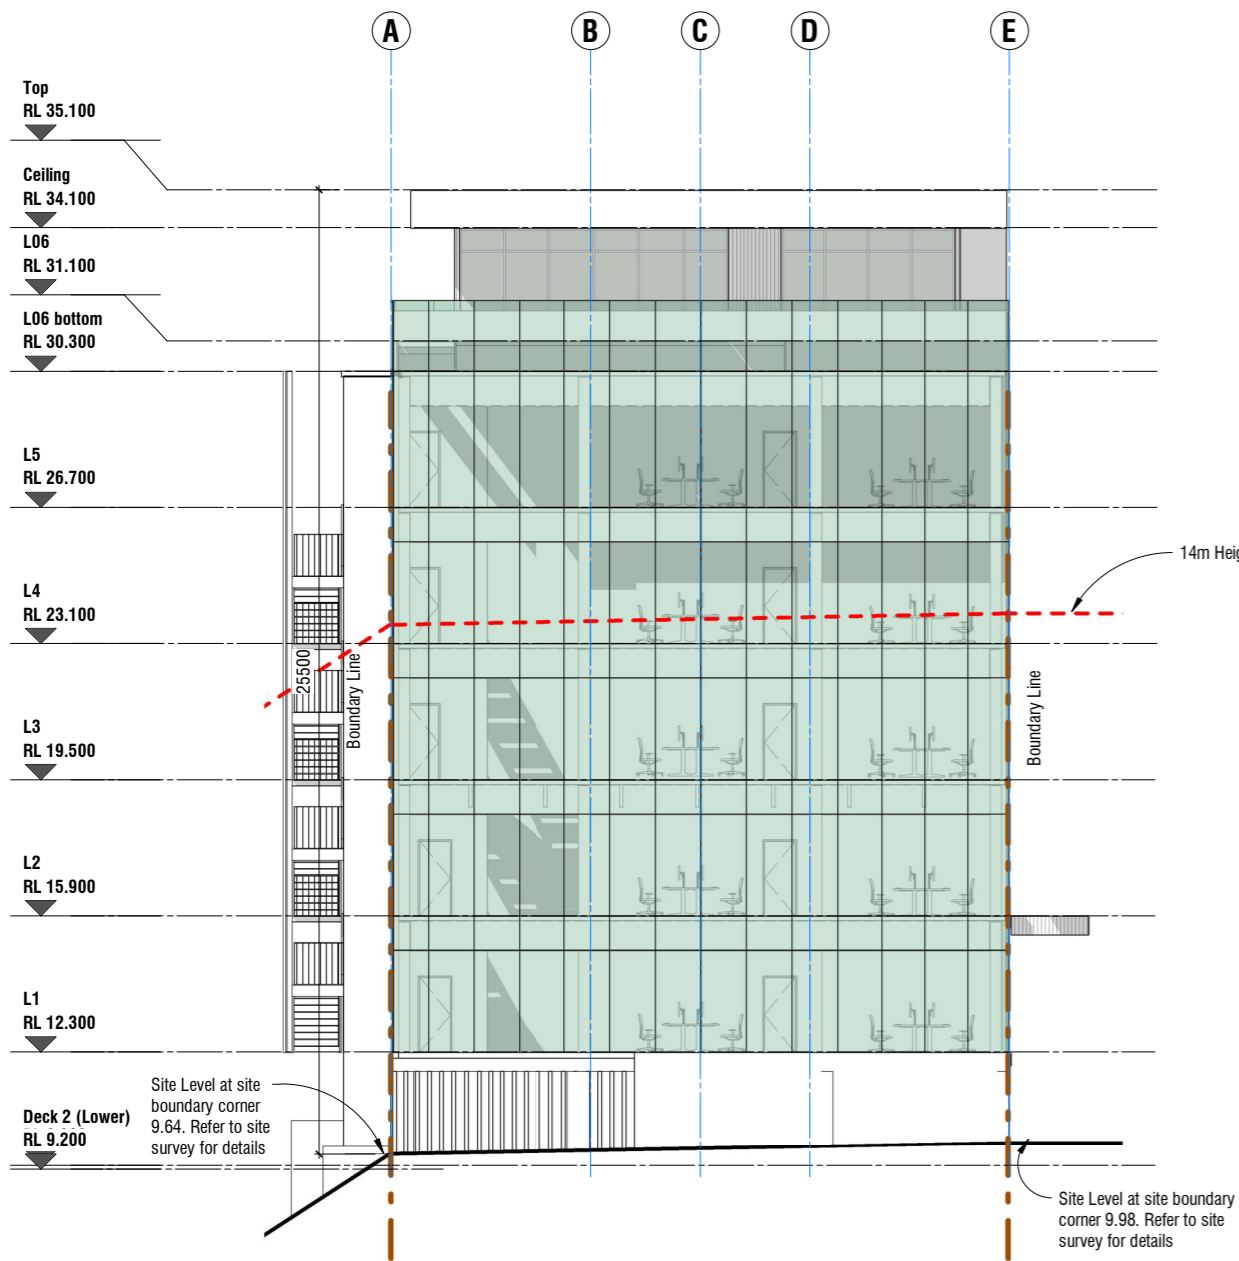 A
B
C
D
E
Top
RL 35.100
Ceiling
RL 34.100
L06
RL 31.100
L06 bottom
RL 30.300
L5
RL 26.700
14m Heig
L4
RL 23.100
25500
Boundary Line
Boundary Line
L3
RL 19.500
L2
RL 15.900
L1
RL 12.300
Site Level at site
boundary corner
9.64. Refer to site
survey for details
Deck 2 (Lower)
RL 9.200
Site Level at site boundary
corner 9.98. Refer to site
survey for details